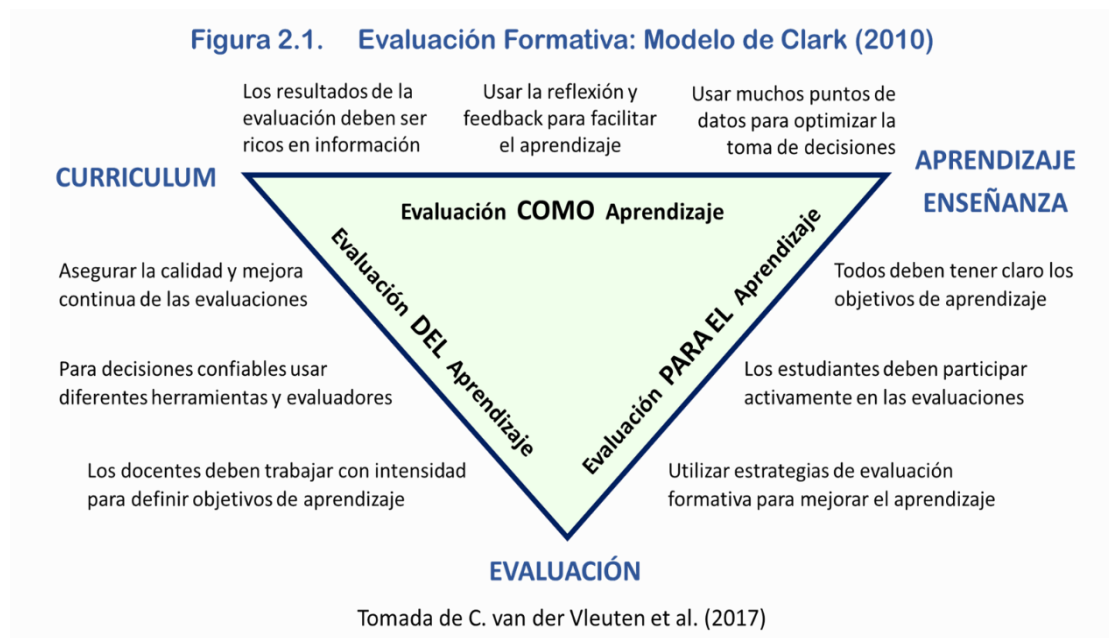 Figura 2.1. Evaluación Formativa: Modelo de Clark (2010)
Los resultados de la
evaluación deben ser
ricos en información
Usar la reflexión y
feedback para facilitar
el aprendizaje
Usar muchos puntos de
datos para optimizar la
toma de decisiones
CURRICULUM
APRENDIZAJE
ENSEÑANZA
Evaluación COMO Aprendizaje
Evaluación DEL Aprendizaje
Evaluación PARA EL Aprendizaje
Asegurar la calidad y mejora
continua de las evaluaciones
Para decisiones confiables usar
diferentes herramientas y evaluadores
Los docentes deben trabajar con intensidad
para definir objetivos de aprendizaje
Todos deben tener claro los
objetivos de aprendizaje
Los estudiantes deben participar
activamente en las evaluaciones
Utilizar estrategias de evaluación
formativa para mejorar el aprendizaje
EVALUACIÓN
Tomada de C. van der Vleuten et al. (2017)